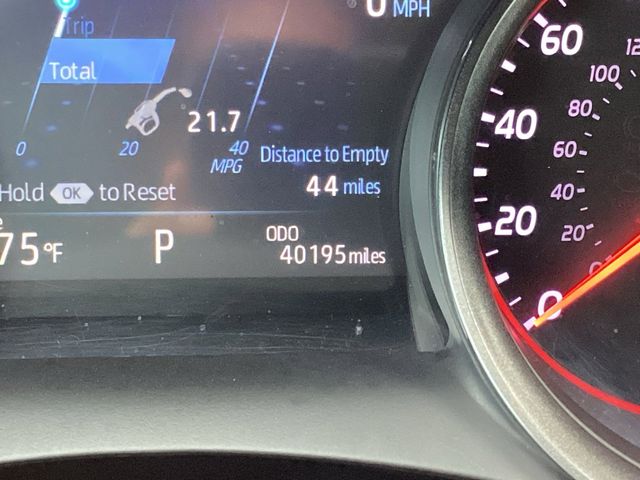 0 MPH
Trip
Total
21.7
0 20 40
MPG
Distance to Empty
44 miles
Hold OK to Reset
75°F
P
ODO
40195 miles
60
40
20
0
100
80
60
40
20
0